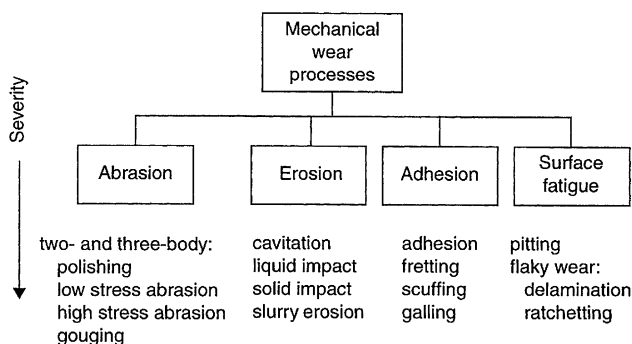 Mechanical
wear
processes
Severity
Abrasion
Erosion
Adhesion
Surface
fatigue
two- and three-body:
polishing
low stress abrasion
high stress abrasion
gouging
cavitation
liquid impact
solid impact
slurry erosion
adhesion
fretting
scuffing
galling
pitting
flaky wear:
delamination
ratchetting